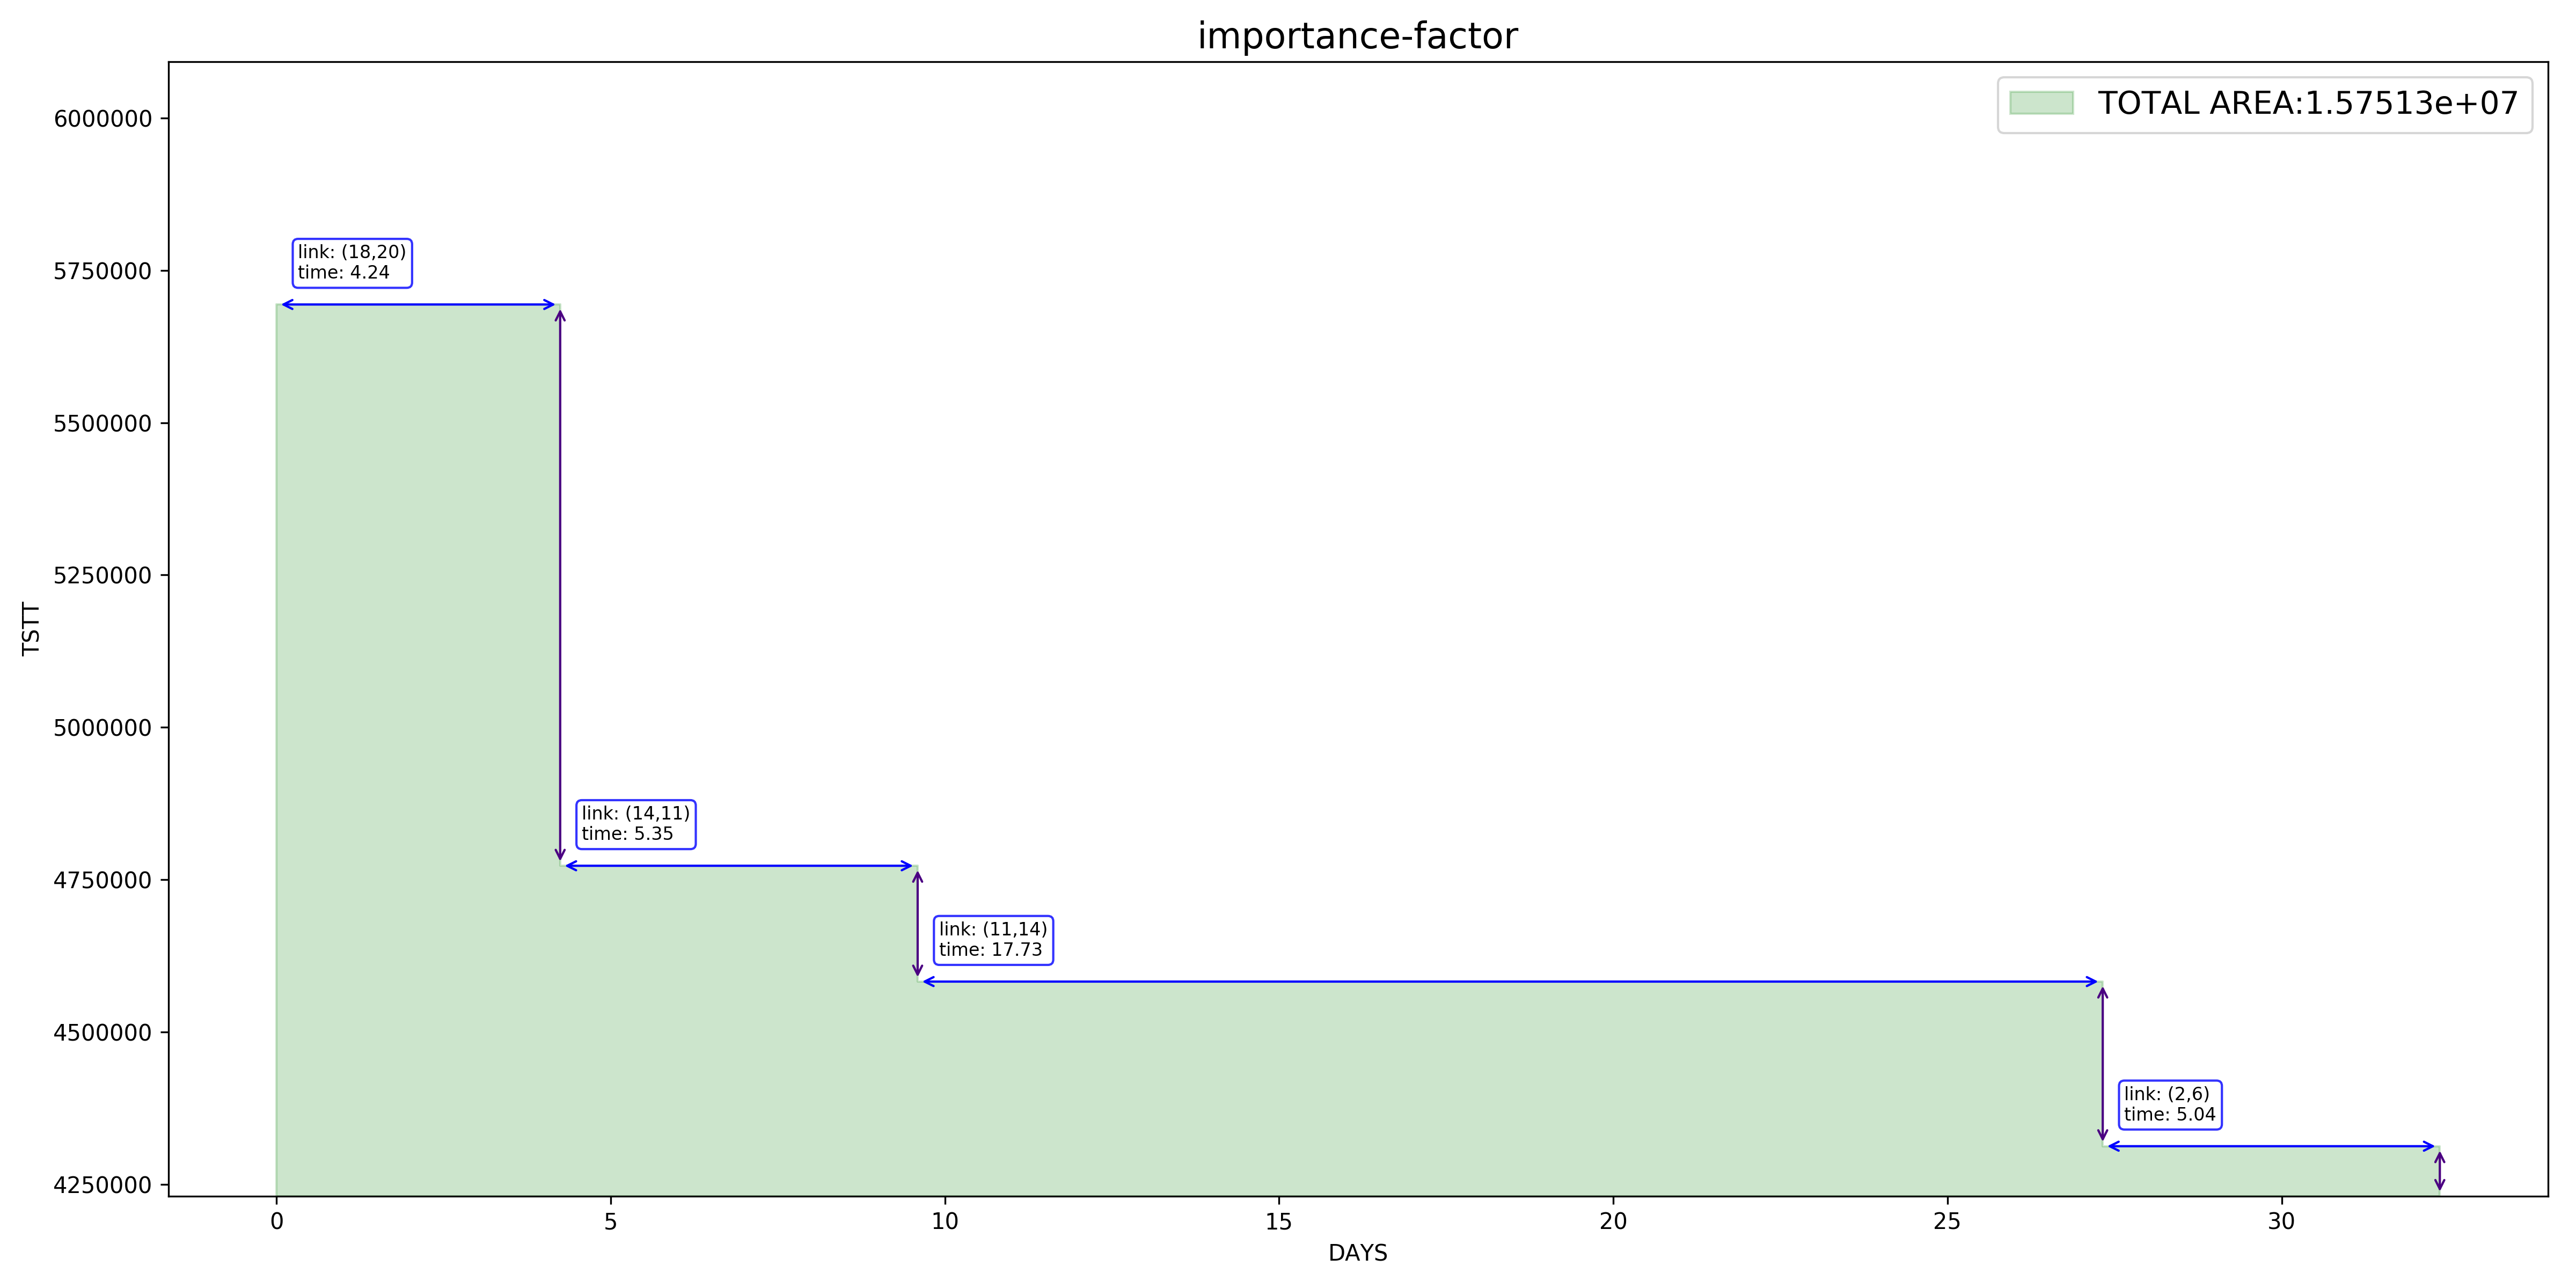 importance-factor
TOTAL AREA:1.57513e+07
6000000
5750000
5500000
5250000
5000000
4750000
4500000
4250000
TSTT
link: (18,20)
time: 4.24
link: (14,11)
time: 5.35
link: (11,14)
time: 17.73
link: (2,6)
time: 5.04
0 5 10 15 20 25 30
DAYS